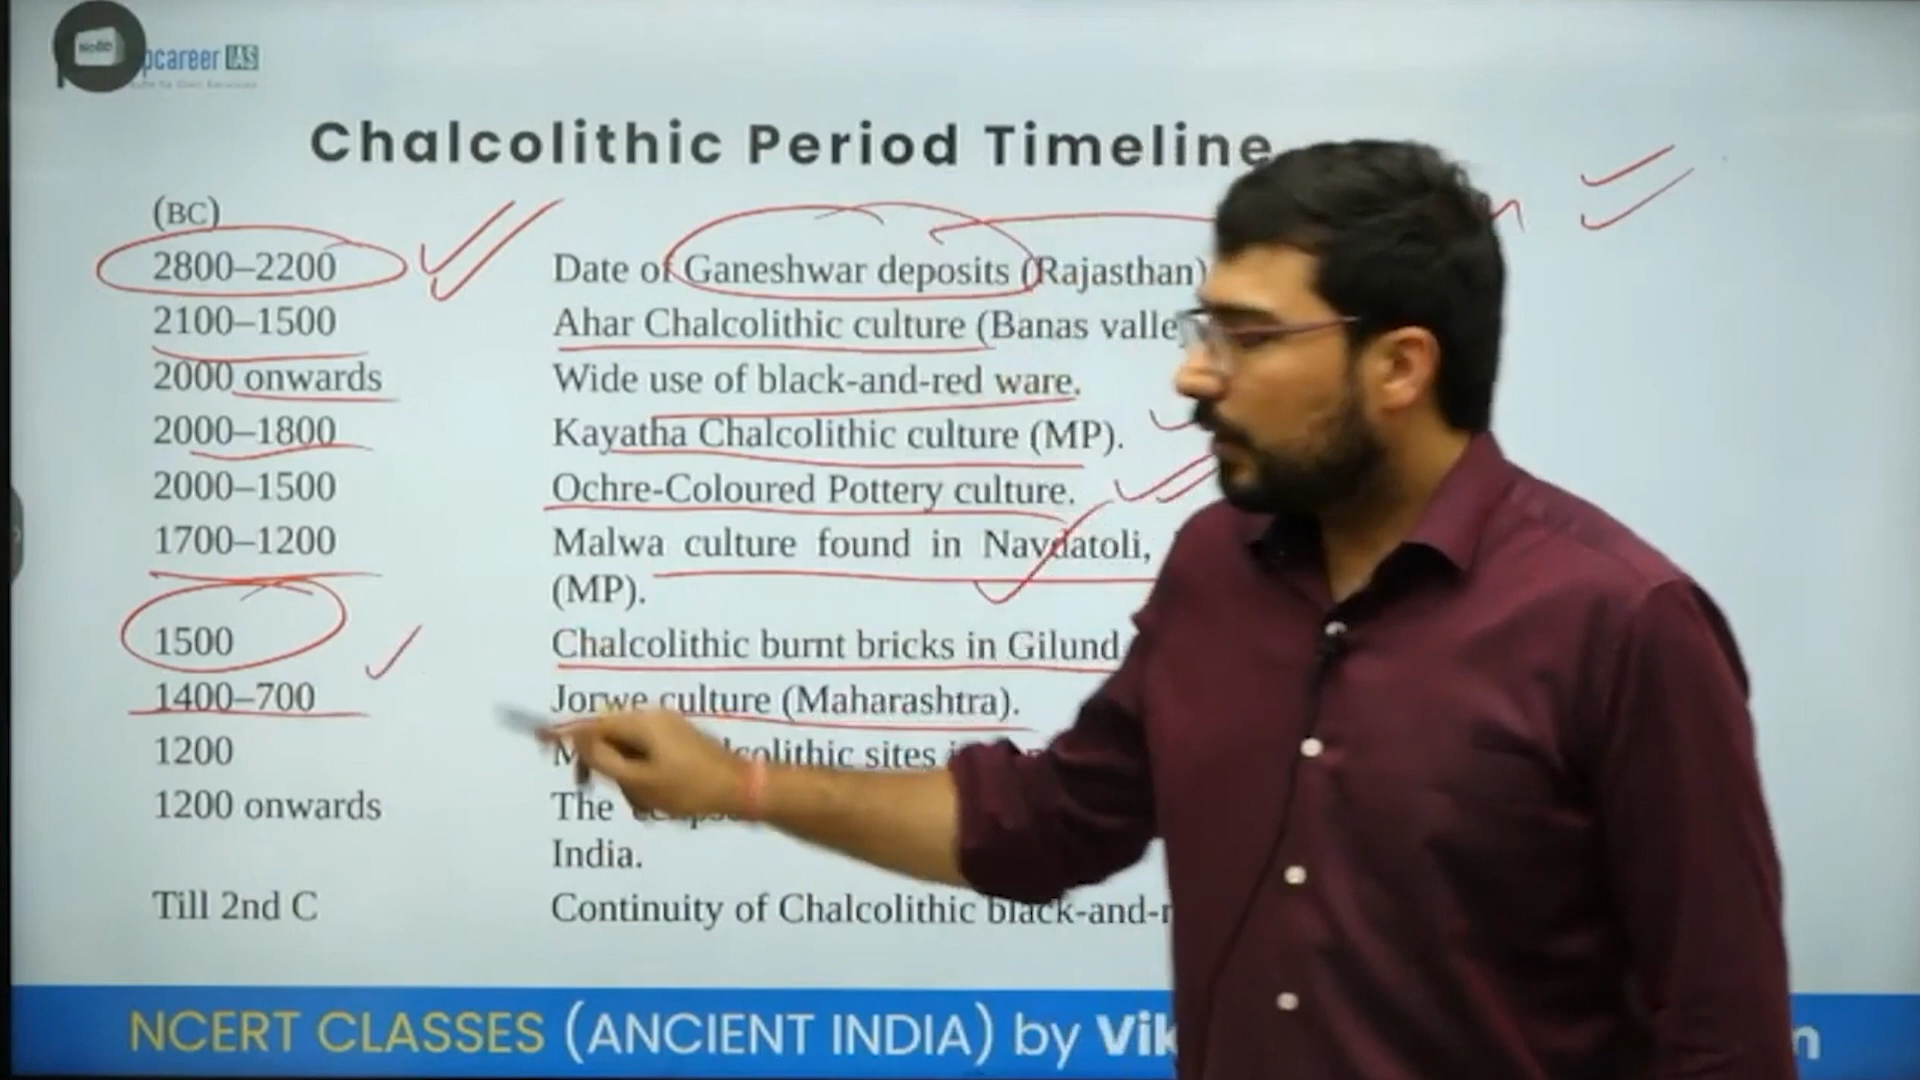 pcareer IAS
Chalcolithic Period Timeline
(BC)
2800–2200 Date of Ganeshwar deposits (Rajasthan)
2100–1500 Ahar Chalcolithic culture (Banas
2000 onwards Wide use of black-and-red ware.
2000–1800 Kayatha Chalcolithic culture (MP).
2000–1500 Ochre-Coloured Pottery culture.
1700–1200 Malwa culture found in Navdatoli,
(MP).
1500 Chalcolithic burnt bricks in Gilund
1400–700 Jorwe culture (Maharashtra).
1200 sites
1200 onwards The
India.
Till 2nd C Continuity of Chalcolithic black-and-
NCERT CLASSES (ANCIENT INDIA) by Vik